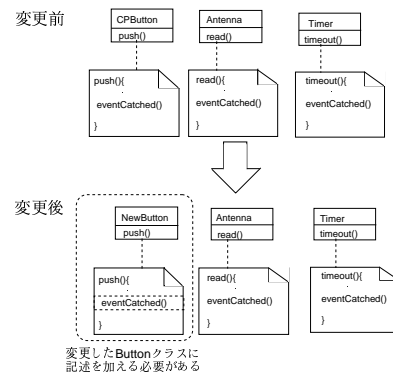 変更前
CPButton
push()
Antenna
read()
Timer
timeout()
push(){
:
eventCatched()
}
read(){
:
eventCatched()
}
timeout(){
:
eventCatched()
}
変更後
NewButton
push()
Antenna
read()
Timer
timeout()
push(){
:
eventCatched()
:
}
read(){
:
eventCatched()
}
timeout(){
:
eventCatched()
}
変更したButtonクラスに
記述を加える必要がある